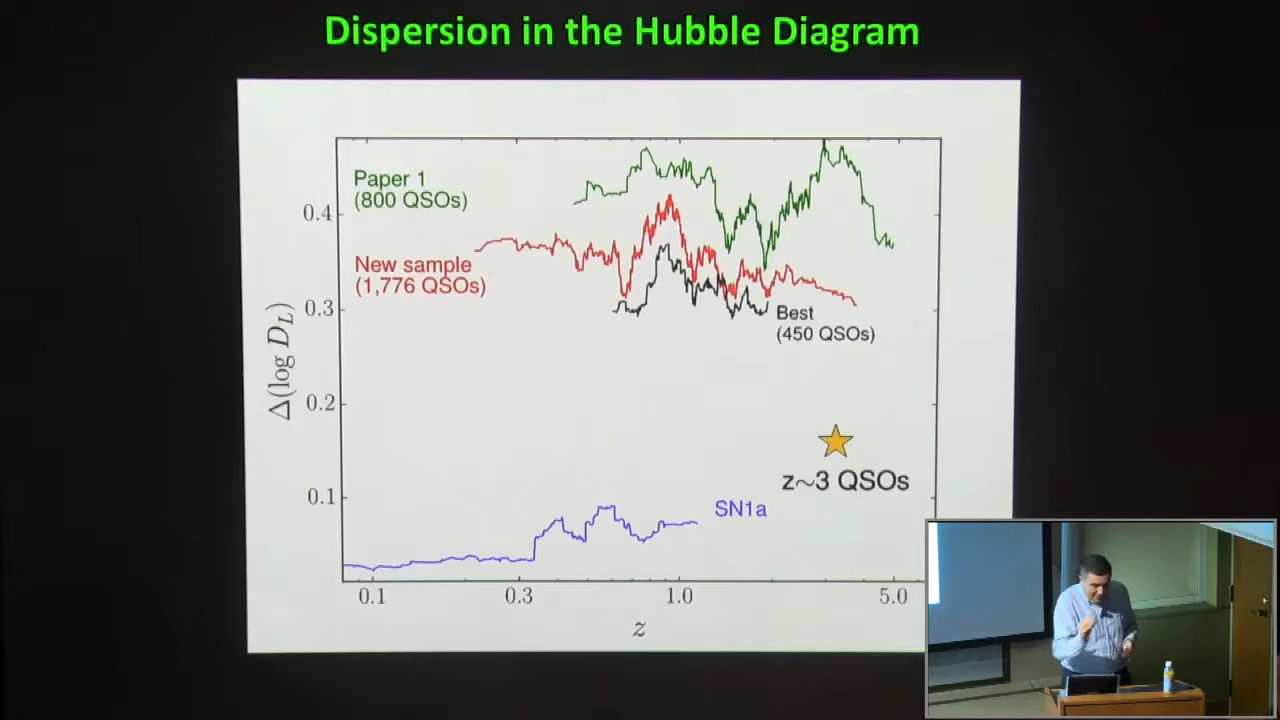 Dispersion in the Hubble Diagram
Paper 1
(800 QSOs)
New sample
(1,776 QSOs)
Best
(450 QSOs)
z~3 QSOs
SN1a
Δ(log D_L)
0.4
0.3
0.2
0.1
0.1
0.3
1.0
5.0
z